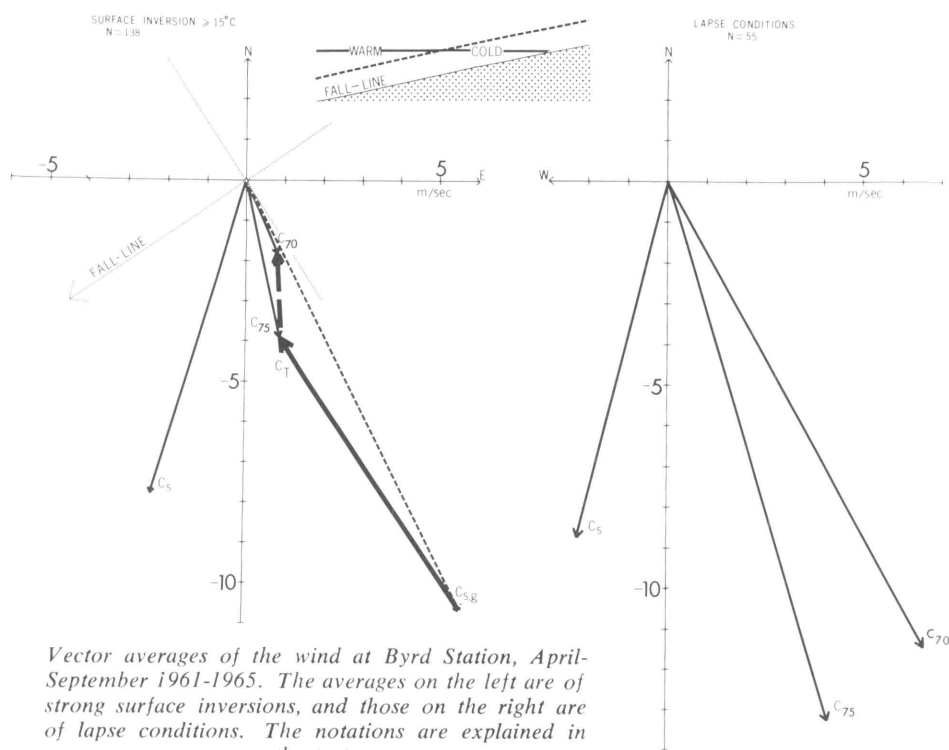 SURFACE INVERSION ⩾ 15°C
N = 138
N
WARM COLD
FALL-LINE
LAPSE CONDITIONS
N = 55
N
-5
5
E
m/sec
W
5
m/sec
FALL-LINE
C70
C75
CT
-5
-5
CS
CS
-10
CS,g
-10
C70
C75
Vector averages of the wind at Byrd Station, April-
September 1961-1965. The averages on the left are of
strong surface inversions, and those on the right are
of lapse conditions. The notations are explained in